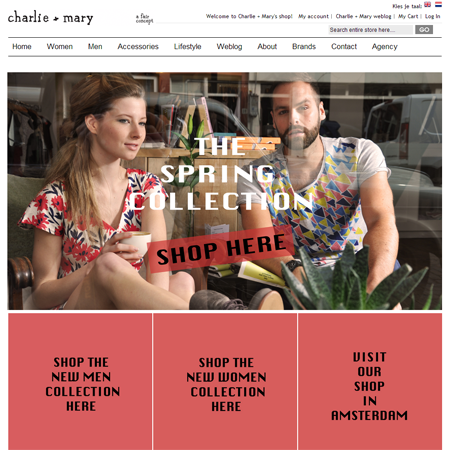 Kies je taal:
charlie + mary
a fair
concept
Welcome to Charlie + Mary's shop! | My account | Charlie + Mary weblog | My Cart | Log In
Search entire store here...
GO
Home Women Men Accessories Lifestyle Weblog About Brands Contact Agency
THE
SPRING
COLLECTION
SHOP HERE
SHOP THE
NEW MEN
COLLECTION
HERE
SHOP THE
NEW WOMEN
COLLECTION
HERE
VISIT
OUR
SHOP
IN
AMSTERDAM